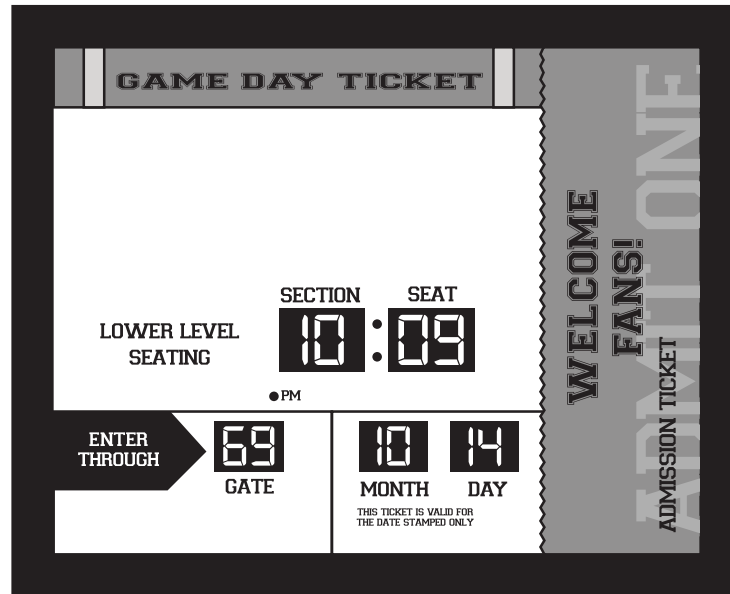 GAME DAY TICKET
SECTION SEAT
LOWER LEVEL
SEATING
10:09
PM
ENTER
THROUGH
69
GATE
10 14
MONTH DAY
THIS TICKET IS VALID FOR
THE DATE STAMPED ONLY
WELCOME
FANS!
ADMIT ONE
ADMISSION TICKET